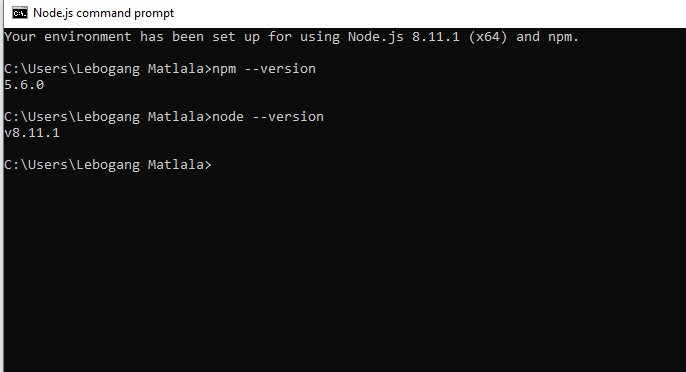 Node.js command prompt
Your environment has been set up for using Node.js 8.11.1 (x64) and npm.
C:\Users\Lebogang Matlala>npm --version
5.6.0
C:\Users\Lebogang Matlala>node --version
v8.11.1
C:\Users\Lebogang Matlala>